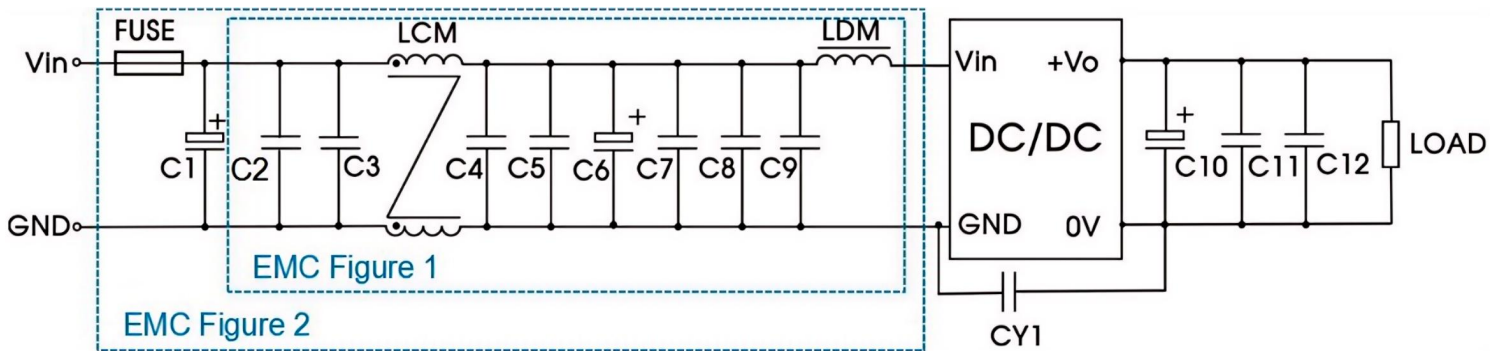 FUSE
LCM
LDM
Vin
Vin
+Vo
+
+
+
DC/DC
C1
C2
C3
C4
C5
C6
C7
C8
C9
C10
C11
C12
LOAD
GND
GND
0V
EMC Figure 1
EMC Figure 2
CY1